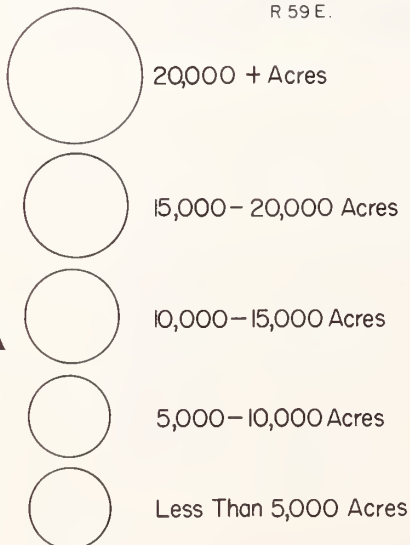 R 59 E.
20,000 + Acres
15,000 – 20,000 Acres
10,000 – 15,000 Acres
5,000 – 10,000 Acres
Less Than 5,000 Acres